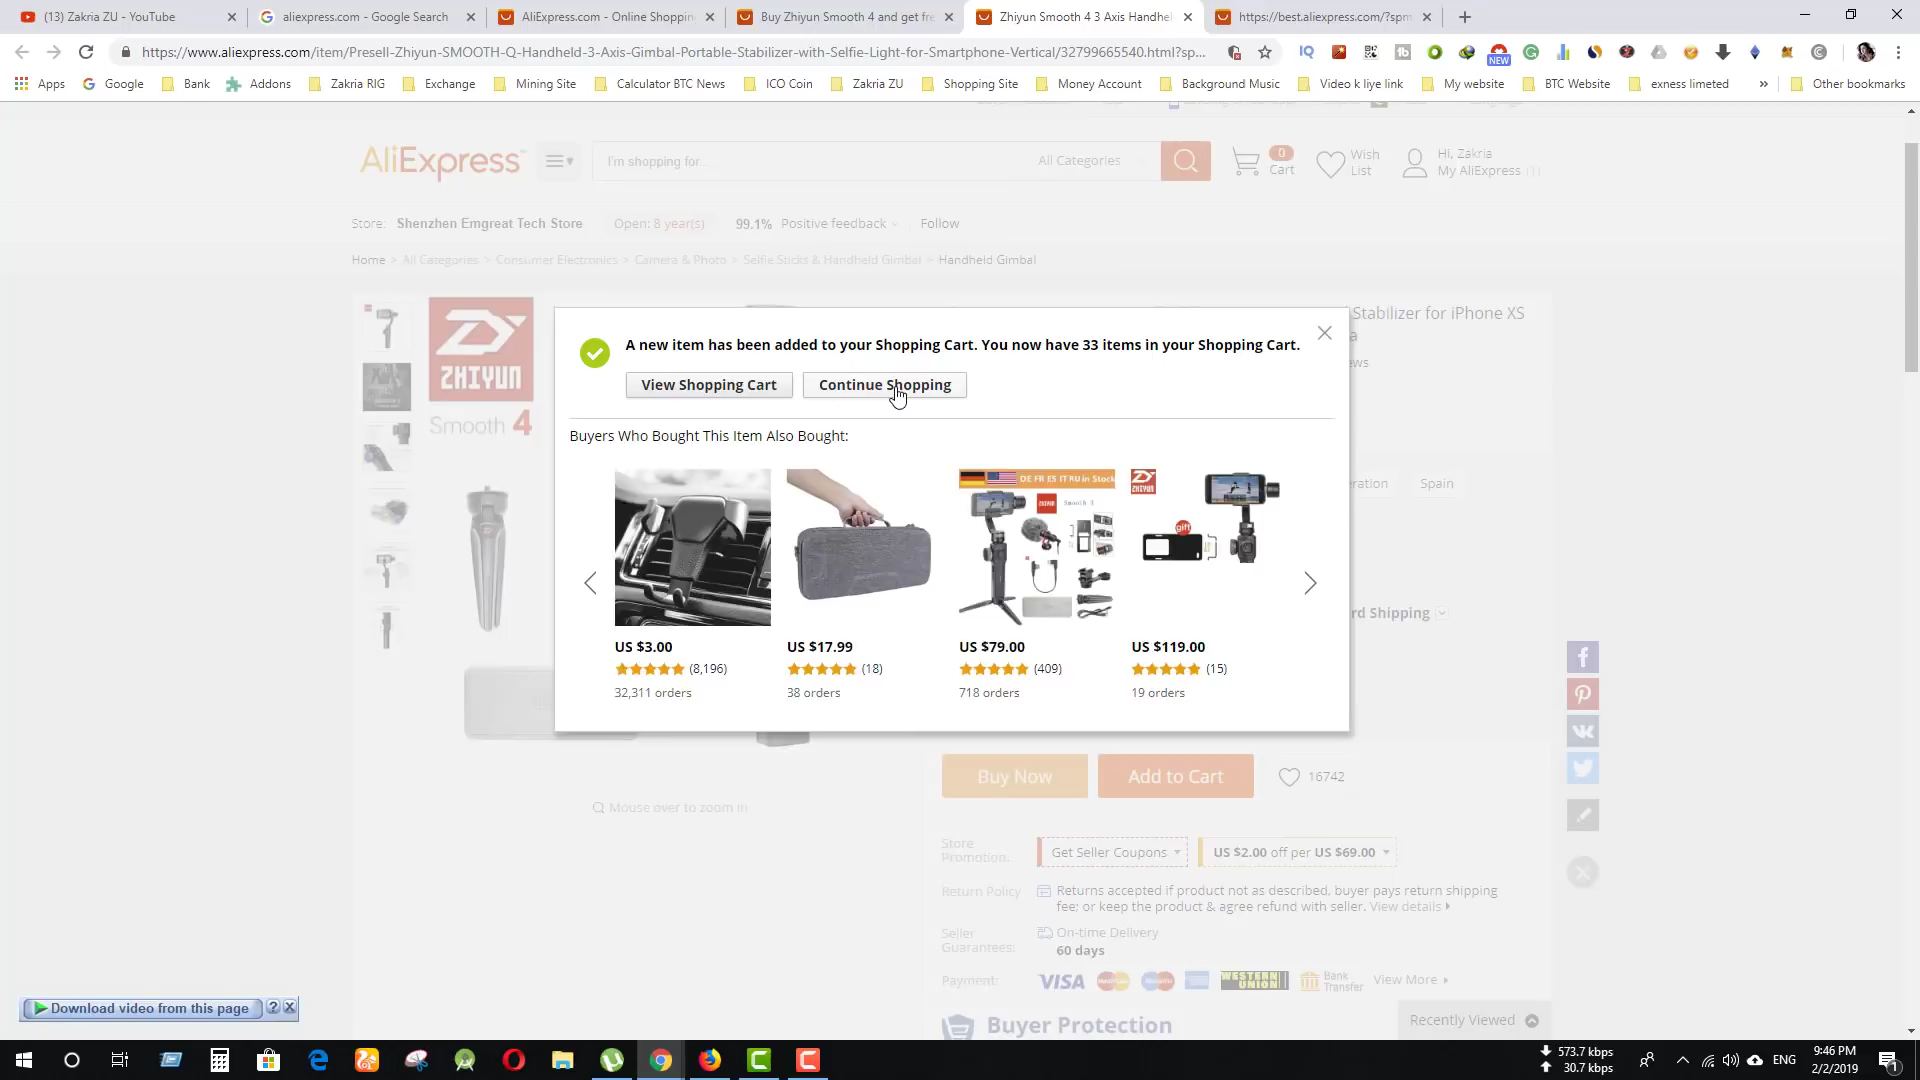 (13) Zakria ZU - YouTube
aliexpress.com - Google Search
AliExpress.com - Online Shoppin
Buy Zhiyun Smooth 4 and get fre
Zhiyun Smooth 4 3 Axis Handhel
https://best.aliexpress.com/?spm
https://www.aliexpress.com/item/Presell-Zhiyun-SMOOTH-Q-Handheld-3-Axis-Gimbal-Portable-Stabilizer-with-Selfie-Light-for-Smartphone-Vertical/32799665540.html?sp...
NEW
Apps
Google
Bank
Addons
Zakria RIG
Exchange
Mining Site
Calculator BTC News
ICO Coin
Zakria ZU
Shopping Site
Money Account
Background Music
Video k liye link
My website
BTC Website
exness limeted
»
Other bookmarks
AliExpress™
I'm shopping for...
All Categories
0
Cart
Wish
List
Hi, Zakria
My AliExpress (1)
Store: Shenzhen Emgreat Tech Store
Open: 8 year(s)
99.1% Positive feedback
Follow
Home > All Categories > Consumer Electronics > Camera & Photo > Selfie Sticks & Handheld Gimbal > Handheld Gimbal
ZHIYUN
Smooth 4
Stabilizer for iPhone XS
a
ews
A new item has been added to your Shopping Cart. You now have 33 items in your Shopping Cart.
View Shopping Cart
Continue Shopping
Buyers Who Bought This Item Also Bought:
eration
Spain
DE FR ES IT RU in Stock
Smooth 3
ZHIYUN
gift
rd Shipping
US $3.00
(8,196)
32,311 orders
US $17.99
(18)
38 orders
US $79.00
(409)
718 orders
US $119.00
(15)
19 orders
Buy Now
Add to Cart
16742
Mouse over to zoom in
Store
Promotion:
Get Seller Coupons
US $2.00 off per US $69.00
Return Policy
Returns accepted if product not as described, buyer pays return shipping
fee; or keep the product & agree refund with seller. View details
Seller
Guarantees:
On-time Delivery
60 days
Payment:
VISA
WESTERN UNION
Bank
Transfer
View More
Buyer Protection
Recently Viewed
Download video from this page
573.7 kbps
30.7 kbps
ENG
9:46 PM
2/2/2019
1